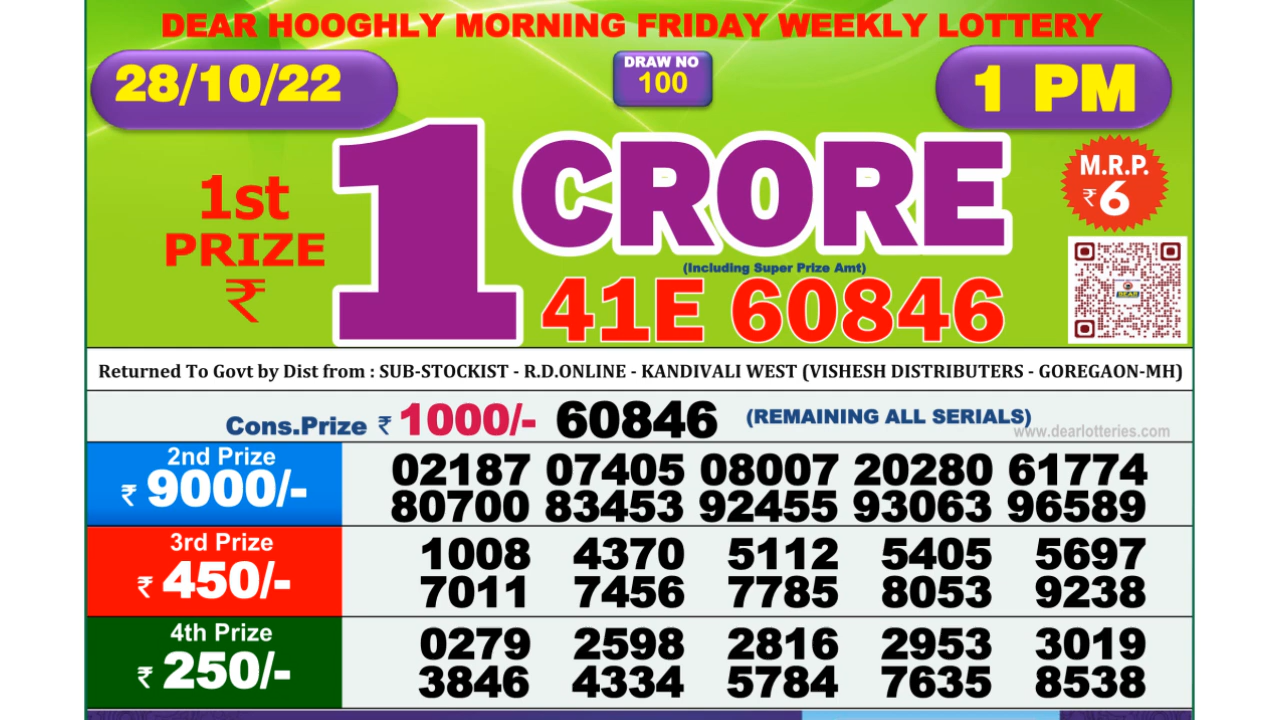 DEAR HOOGHLY MORNING FRIDAY WEEKLY LOTTERY
28/10/22
DRAW NO
100
1 PM
1st
PRIZE
₹
1 CRORE
(Including Super Prize Amt)
41E 60846
M.R.P.
₹6
DEAR
Returned To Govt by Dist from : SUB-STOCKIST - R.D.ONLINE - KANDIVALI WEST (VISHESH DISTRIBUTERS - GOREGAON-MH)
Cons.Prize ₹ 1000/- 60846 (REMAINING ALL SERIALS)
www.dearlotteries.com
2nd Prize
₹ 9000/-
02187 07405 08007 20280 61774
80700 83453 92455 93063 96589
3rd Prize
₹ 450/-
1008 4370 5112 5405 5697
7011 7456 7785 8053 9238
4th Prize
₹ 250/-
0279 2598 2816 2953 3019
3846 4334 5784 7635 8538